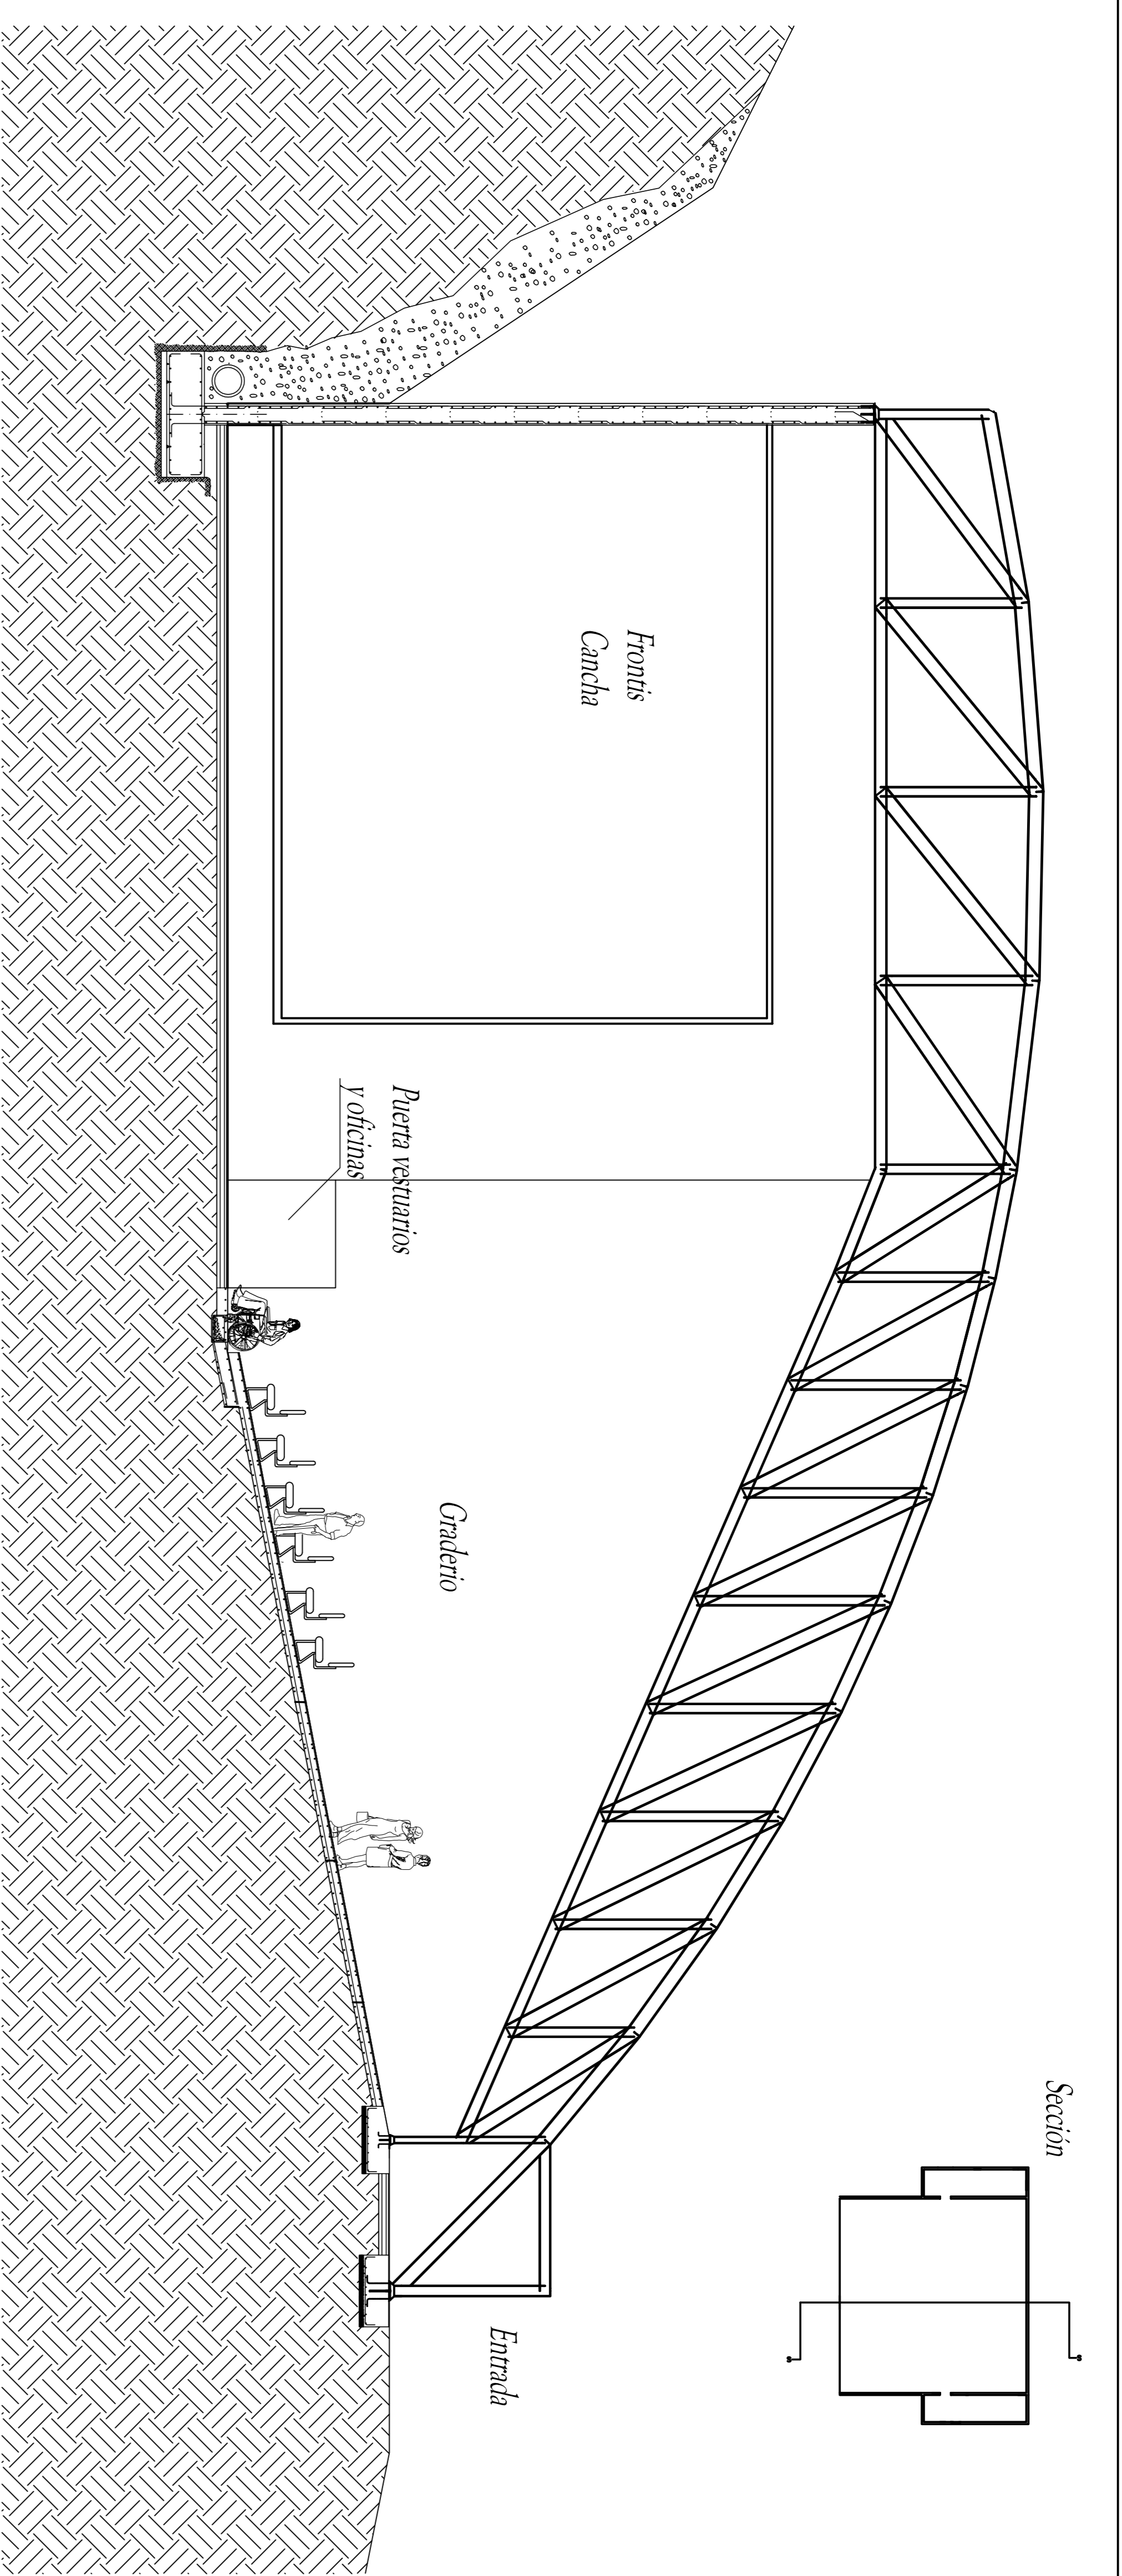 Sección
Frontis
Cancha
Puerta vestuarios
y oficinas
Graderio
Entrada
s
s